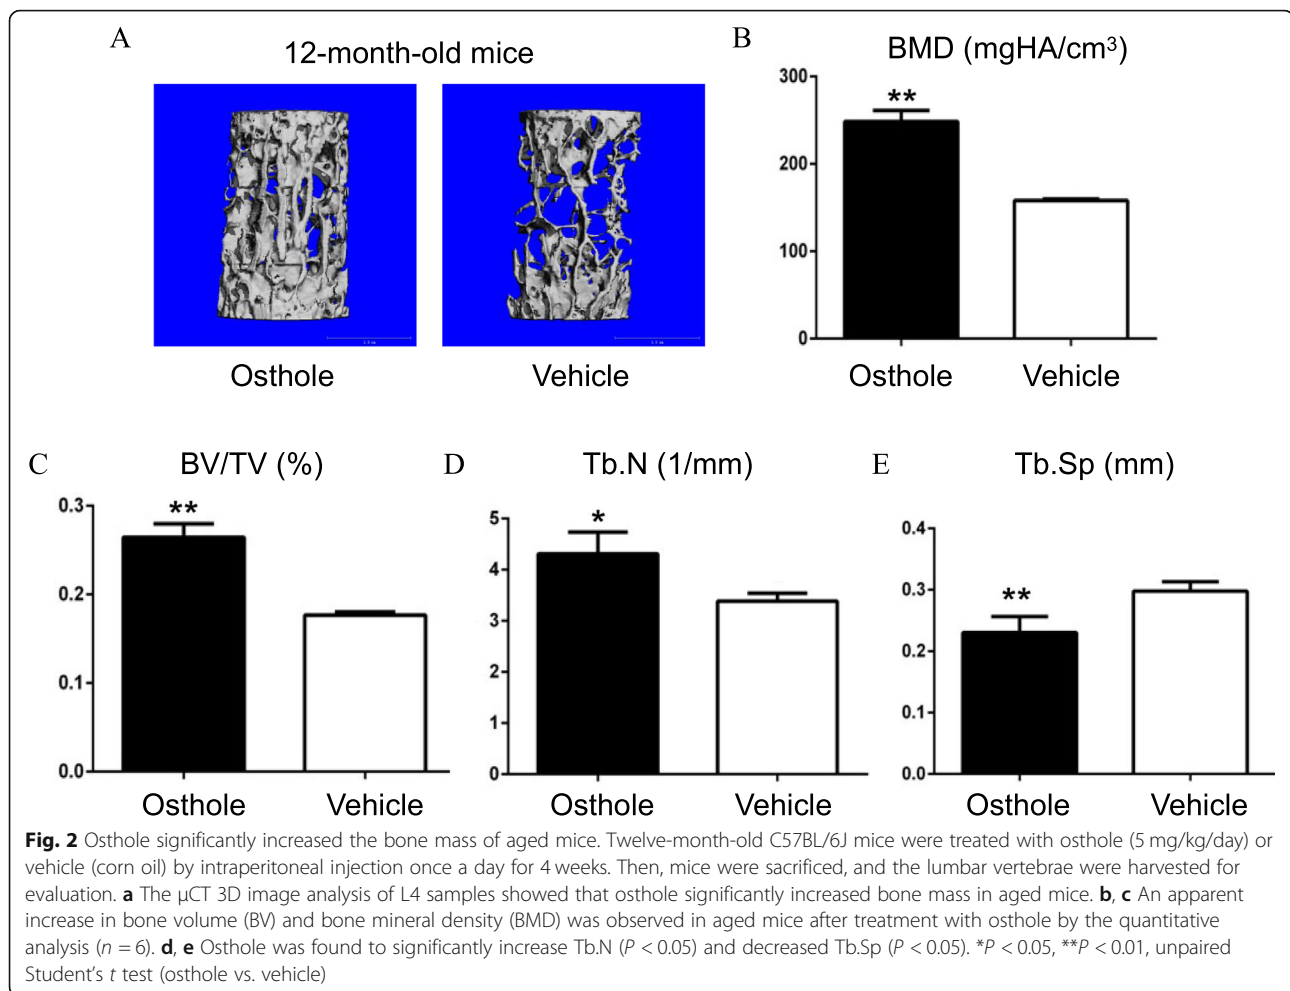 A
12-month-old mice
Osthole
Vehicle
B
BMD (mgHA/cm³)
300
200
100
0
**
Osthole
Vehicle
C
BV/TV (%)
0.3
0.2
0.1
0.0
**
Osthole
Vehicle
D
Tb.N (1/mm)
5
4
3
2
1
0
*
Osthole
Vehicle
E
Tb.Sp (mm)
0.4
0.3
0.2
0.1
0.0
**
Osthole
Vehicle
Fig. 2 Osthole significantly increased the bone mass of aged mice. Twelve-month-old C57BL/6J mice were treated with osthole (5 mg/kg/day) or
vehicle (corn oil) by intraperitoneal injection once a day for 4 weeks. Then, mice were sacrificed, and the lumbar vertebrae were harvested for
evaluation. a The μCT 3D image analysis of L4 samples showed that osthole significantly increased bone mass in aged mice. b, c An apparent
increase in bone volume (BV) and bone mineral density (BMD) was observed in aged mice after treatment with osthole by the quantitative
analysis (n = 6). d, e Osthole was found to significantly increase Tb.N (P < 0.05) and decreased Tb.Sp (P < 0.05). *P < 0.05, **P < 0.01, unpaired
Student's t test (osthole vs. vehicle)